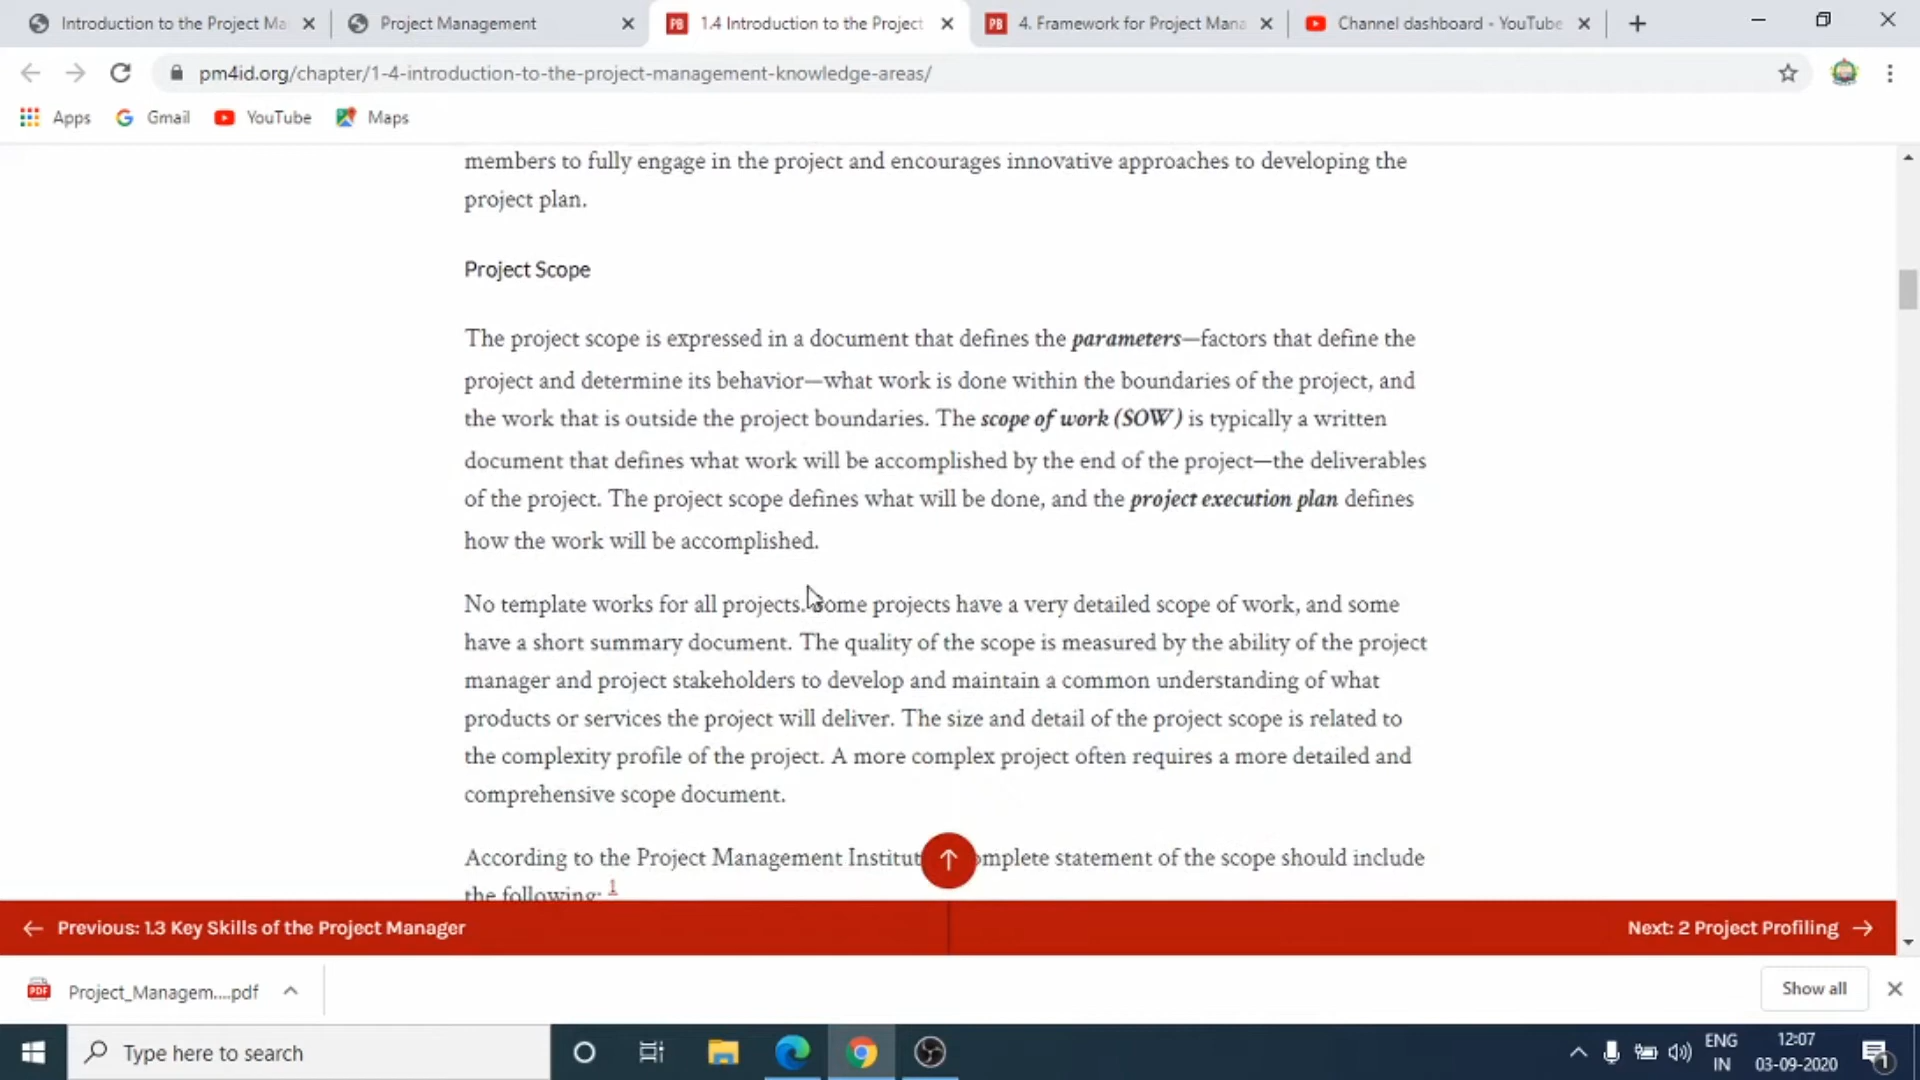 Introduction to the Project Ma
Project Management
PB 1.4 Introduction to the Project
PB 4. Framework for Project Mana
Channel dashboard - YouTube
pm4id.org/chapter/1-4-introduction-to-the-project-management-knowledge-areas/
Apps
Gmail
YouTube
Maps
members to fully engage in the project and encourages innovative approaches to developing the
project plan.
Project Scope
The project scope is expressed in a document that defines the parameters—factors that define the
project and determine its behavior—what work is done within the boundaries of the project, and
the work that is outside the project boundaries. The scope of work (SOW) is typically a written
document that defines what work will be accomplished by the end of the project—the deliverables
of the project. The project scope defines what will be done, and the project execution plan defines
how the work will be accomplished.
No template works for all projects. Some projects have a very detailed scope of work, and some
have a short summary document. The quality of the scope is measured by the ability of the project
manager and project stakeholders to develop and maintain a common understanding of what
products or services the project will deliver. The size and detail of the project scope is related to
the complexity profile of the project. A more complex project often requires a more detailed and
comprehensive scope document.
According to the Project Management Institut omplete statement of the scope should include
the following: 1
Previous: 1.3 Key Skills of the Project Manager
Next: 2 Project Profiling
PDF Project_Managem....pdf
Show all
Type here to search
ENG
IN
12:07
03-09-2020
1